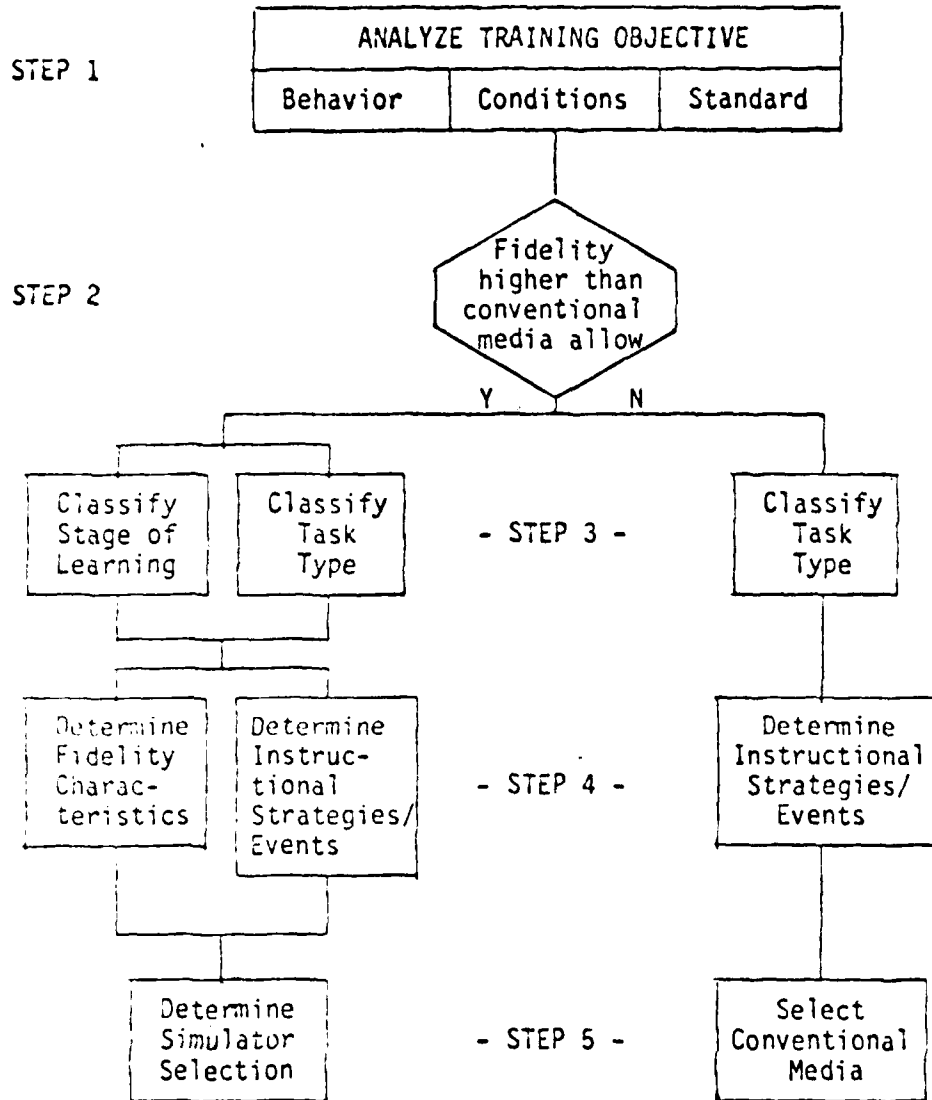 STEP 1
ANALYZE TRAINING OBJECTIVE
Behavior
Conditions
Standard
STEP 2
Fidelity
higher than
conventional
media allow
Y
N
Classify
Stage of
Learning
Classify
Task
Type
- STEP 3 -
Classify
Task
Type
Determine
Fidelity
Charac-
teristics
Determine
Instruc-
tional
Strategies/
Events
- STEP 4 -
Determine
Instructional
Strategies/
Events
Determine
Simulator
Selection
- STEP 5 -
Select
Conventional
Media